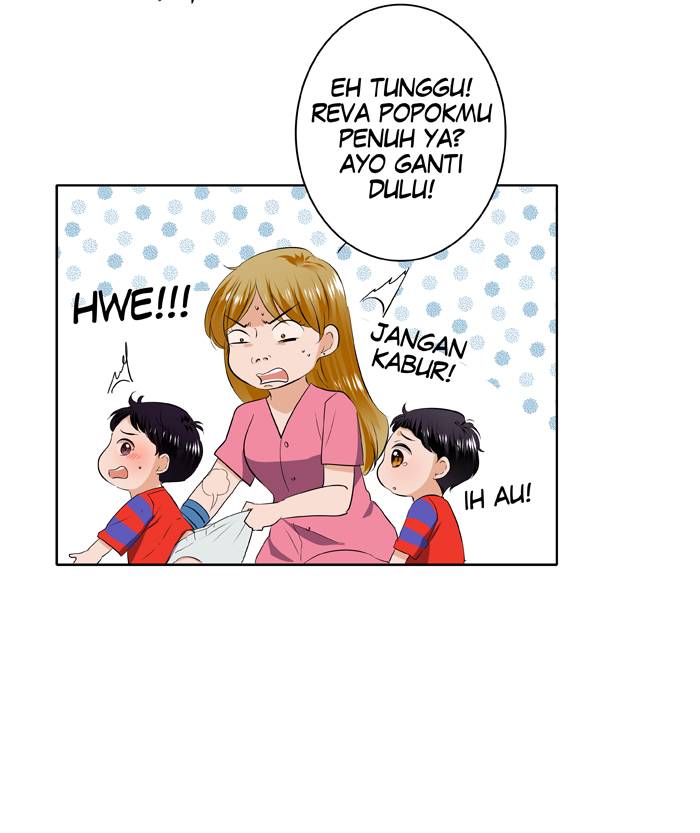 EH TUNGGU!
REVA POPOKMU
PENUH YA?
AYO GANTI
DULU!
HWE!!!
JANGAN
KABUR!
IH AU!